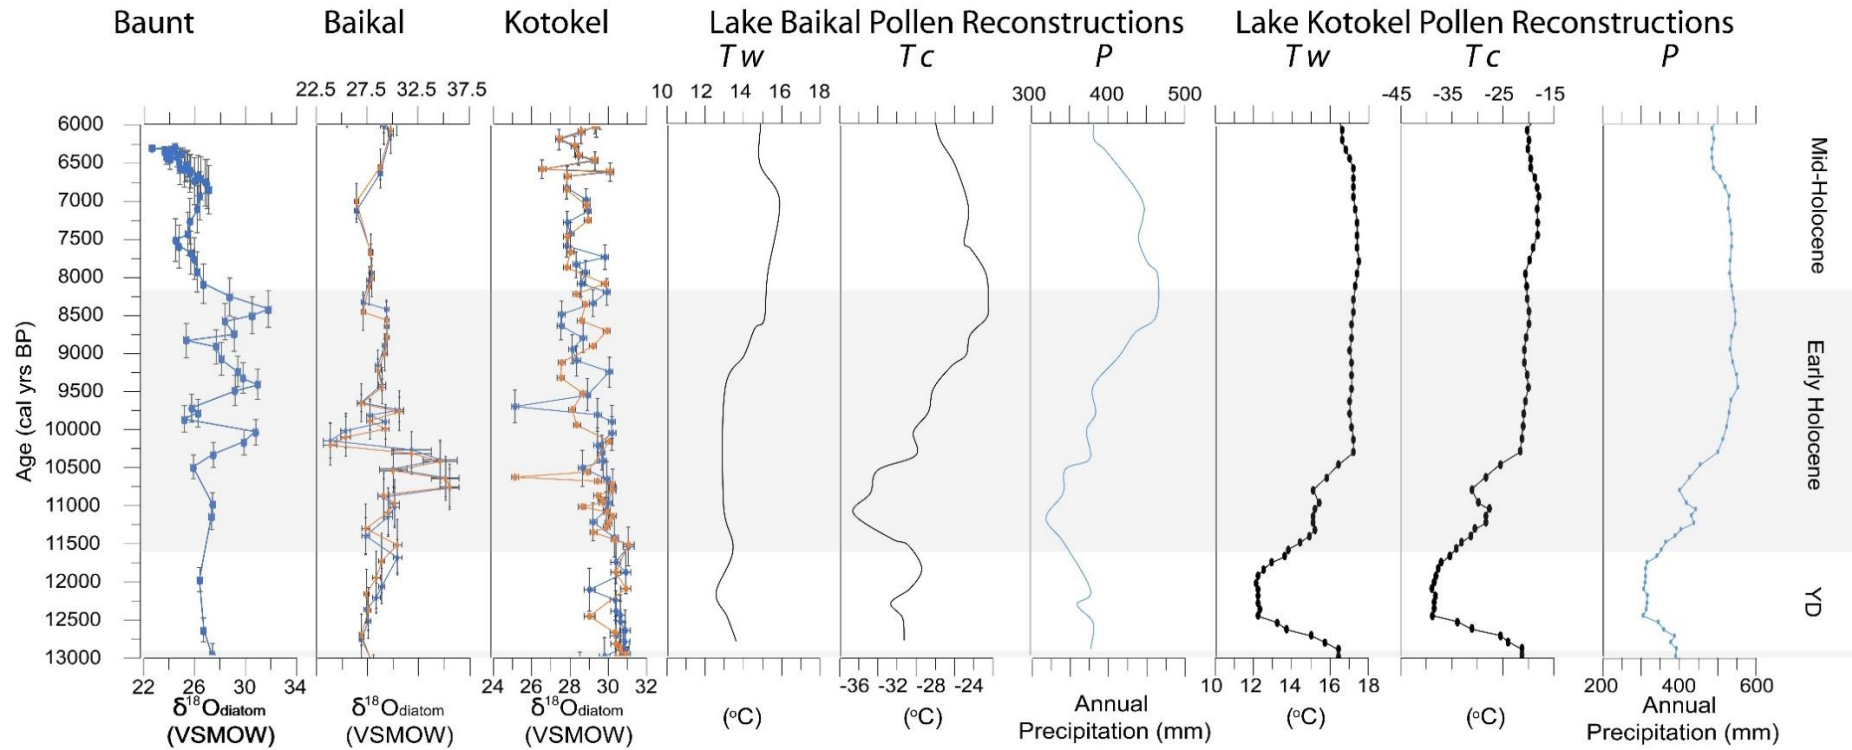 Baunt Baikal Kotokel Lake Baikal Pollen Reconstructions Lake Kotokel Pollen Reconstructions
Tw Tc P Tw Tc P
22.5 27.5 32.5 37.5 10 12 14 16 18 300 400 500 -45 -35 -25 -15
6000
6500
7000
7500
8000
8500
9000
9500
10000
10500
11000
11500
12000
12500
13000
Age (cal yrs BP)
Mid-Holocene
Early Holocene
YD
22 26 30 34 24 26 28 30 32 -36 -32 -28 -24 10 12 14 16 18 200 400 600
δ¹⁸Odiatom δ¹⁸Odiatom δ¹⁸Odiatom (°C) (°C) Annual (°C) (°C) Annual
(VSMOW) (VSMOW) (VSMOW) Precipitation (mm) Precipitation (mm)